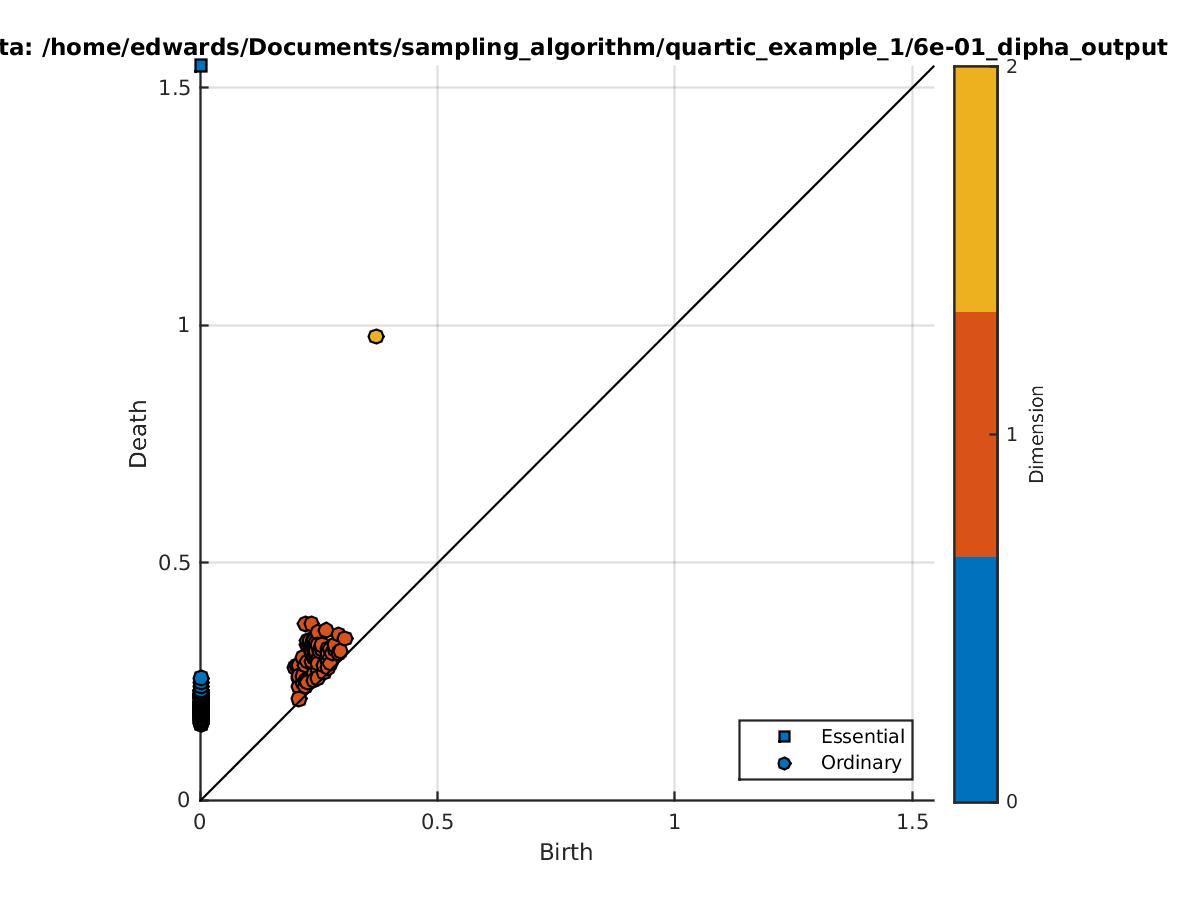 ta: /home/edwards/Documents/sampling_algorithm/quartic_example_1/6e-01_dipha_output
1.5
1
0.5
0
0
0.5
1
1.5
Death
Birth
Essential
Ordinary
2
1
0
Dimension